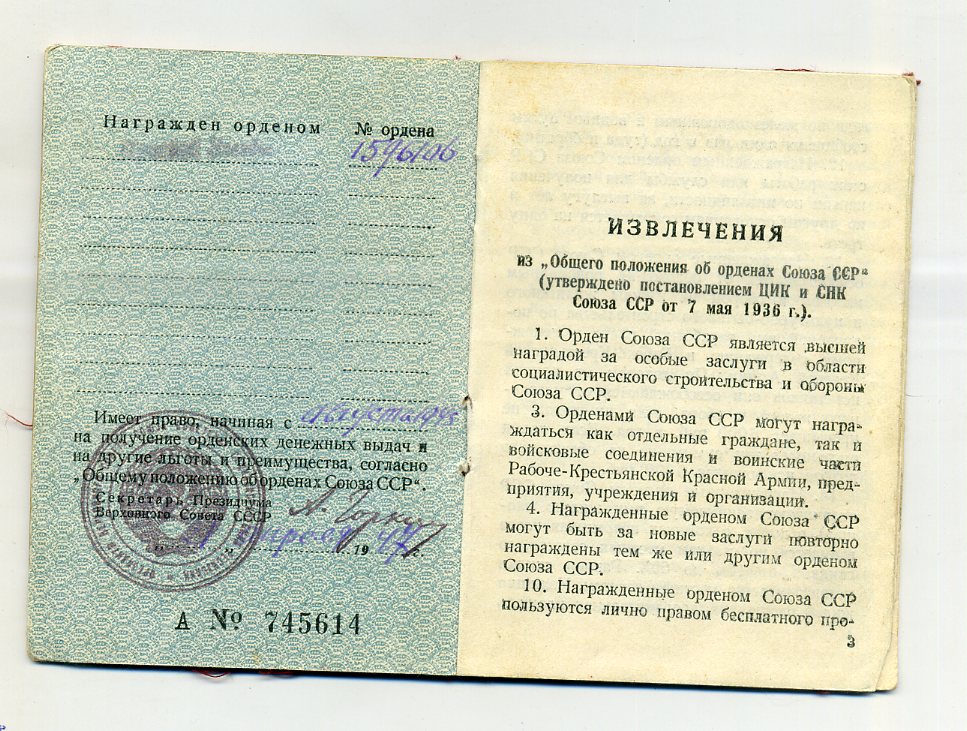 Награжден орденом
№ ордена
1596106
Имеет право, начиная с августа
на получение орденских денежных выдач и
на другие льготы и преимущества, согласно
„Общему положению об орденах Союза ССР“.
Секретарь Президиума
Верховного Совета СССР
19 47 г.
А № 745614
ИЗВЛЕЧЕНИЯ
из „Общего положения об орденах Союза ССР“
(утверждено постановлением ЦИК и СНК
Союза ССР от 7 мая 1936 г.).
1. Орден Союза ССР является высшей
наградой за особые заслуги в области
социалистического строительства и обороны
Союза ССР.
3. Орденами Союза ССР могут награ-
ждаться как отдельные граждане, так и
войсковые соединения и воинские части
Рабоче-Крестьянской Красной Армии, пред-
приятия, учреждения и организации.
4. Награжденные орденом Союза ССР
могут быть за новые заслуги повторно
награждены тем же или другим орденом
Союза ССР.
10. Награжденные орденом Союза ССР
пользуются лично правом бесплатного про-
3